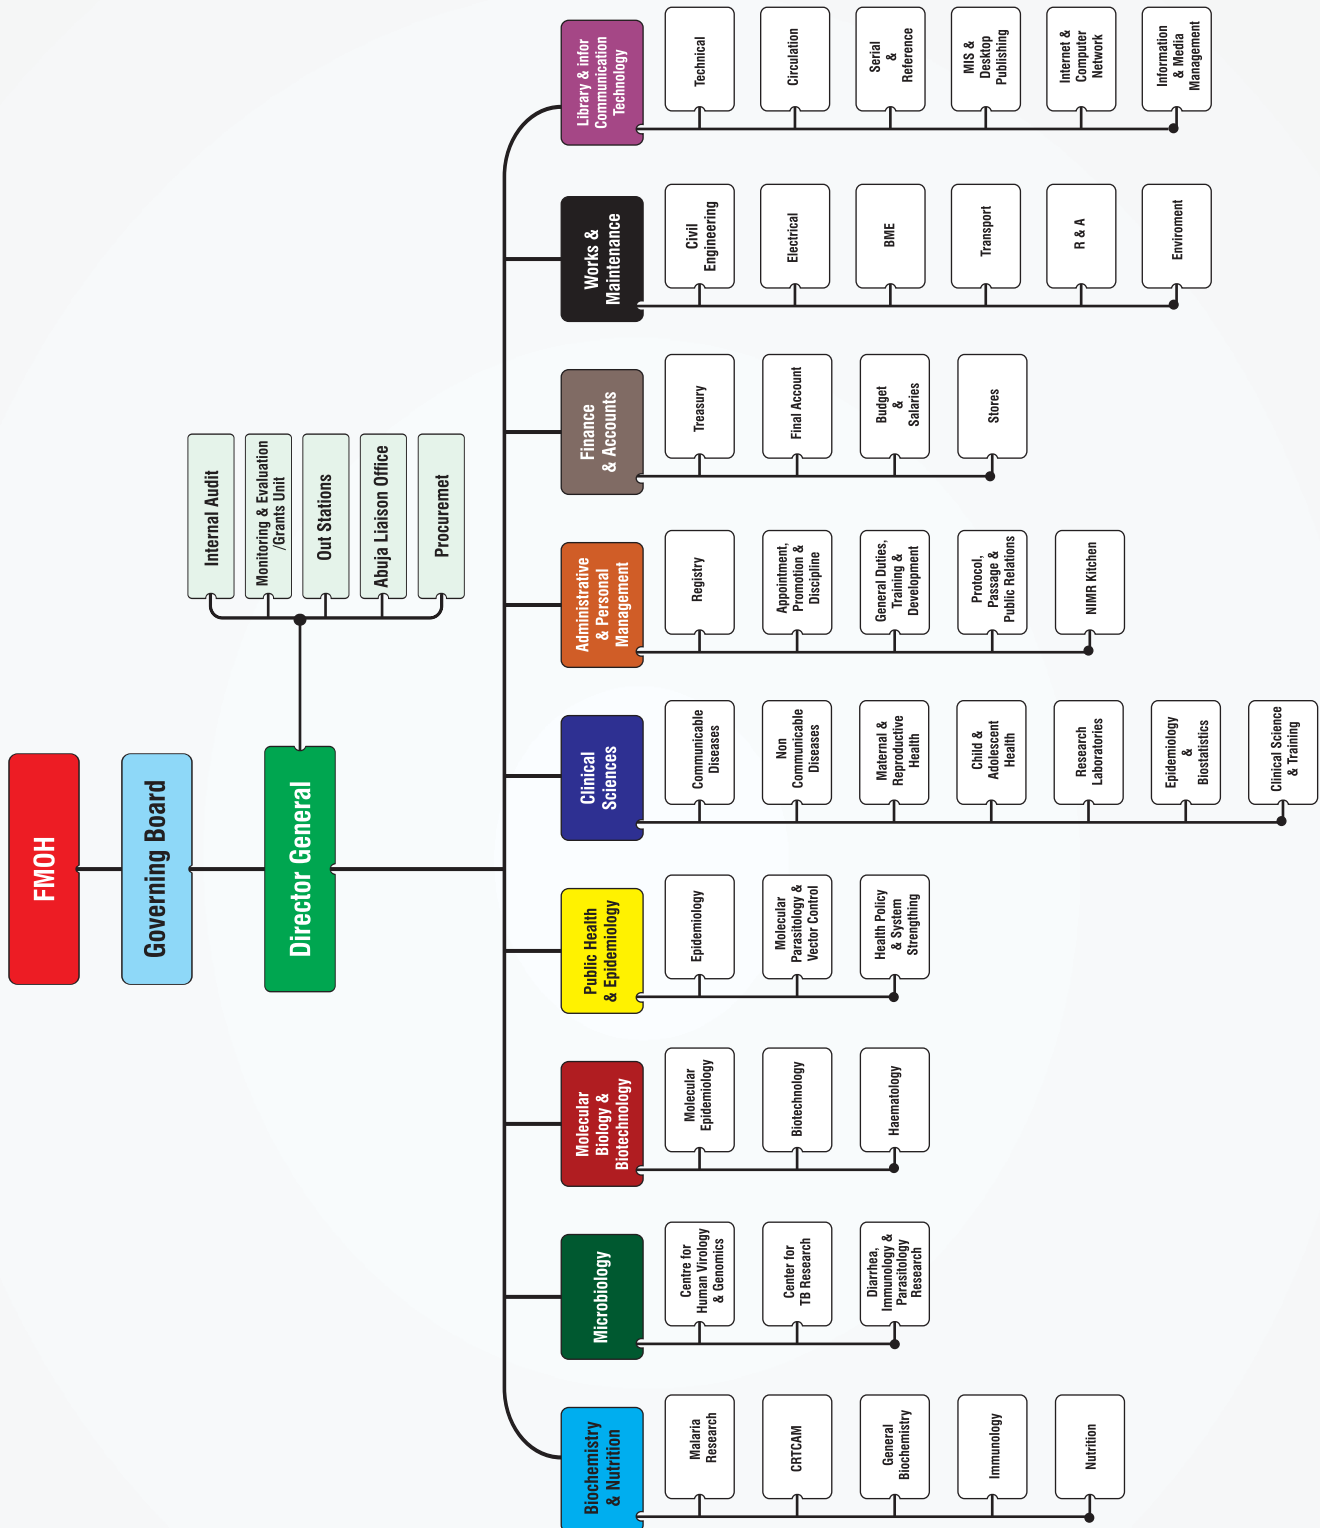 FMOH
Governing Board
Director General
Internal Audit
Monitoring & Evaluation
/Grants Unit
Out Stations
Abuja Liaison Office
Procuremet
Biochemistry
& Nutrition
Malaria
Research
CRTCAM
General
Biochemistry
Immunology
Nutrition
Microbiology
Centre for
Human Virology
& Genomics
Center for
TB Research
Diarrhea,
Immunology &
Parasitology
Research
Molecular
Biology &
Biotechnology
Molecular
Epidemiology
Biotechnology
Haematology
Public Health
& Epidemiology
Epidemiology
Molecular
Parasitology &
Vector Control
Health Policy
& System
Strengthing
Clinical
Sciences
Communicable
Diseases
Non
Communicable
Diseases
Maternal &
Reproductive
Health
Child &
Adolescent
Health
Research
Laboratories
Epidemiology
&
Biostatistics
Clinical Science
& Training
Administrative
& Personal
Management
Registry
Appointment,
Promotion &
Discipline
General Duties,
Training &
Development
Protocol,
Passage &
Public Relations
NIMR Kitchen
Finance
& Accounts
Treasury
Final Account
Budget
&
Salaries
Stores
Works &
Maintenance
Civil
Engineering
Electrical
BME
Transport
R & A
Enviroment
Library & infor
Communication
Technology
Technical
Circulation
Serial
&
Reference
MIS &
Desktop
Publishing
Internet &
Computer
Network
Information
& Media
Management